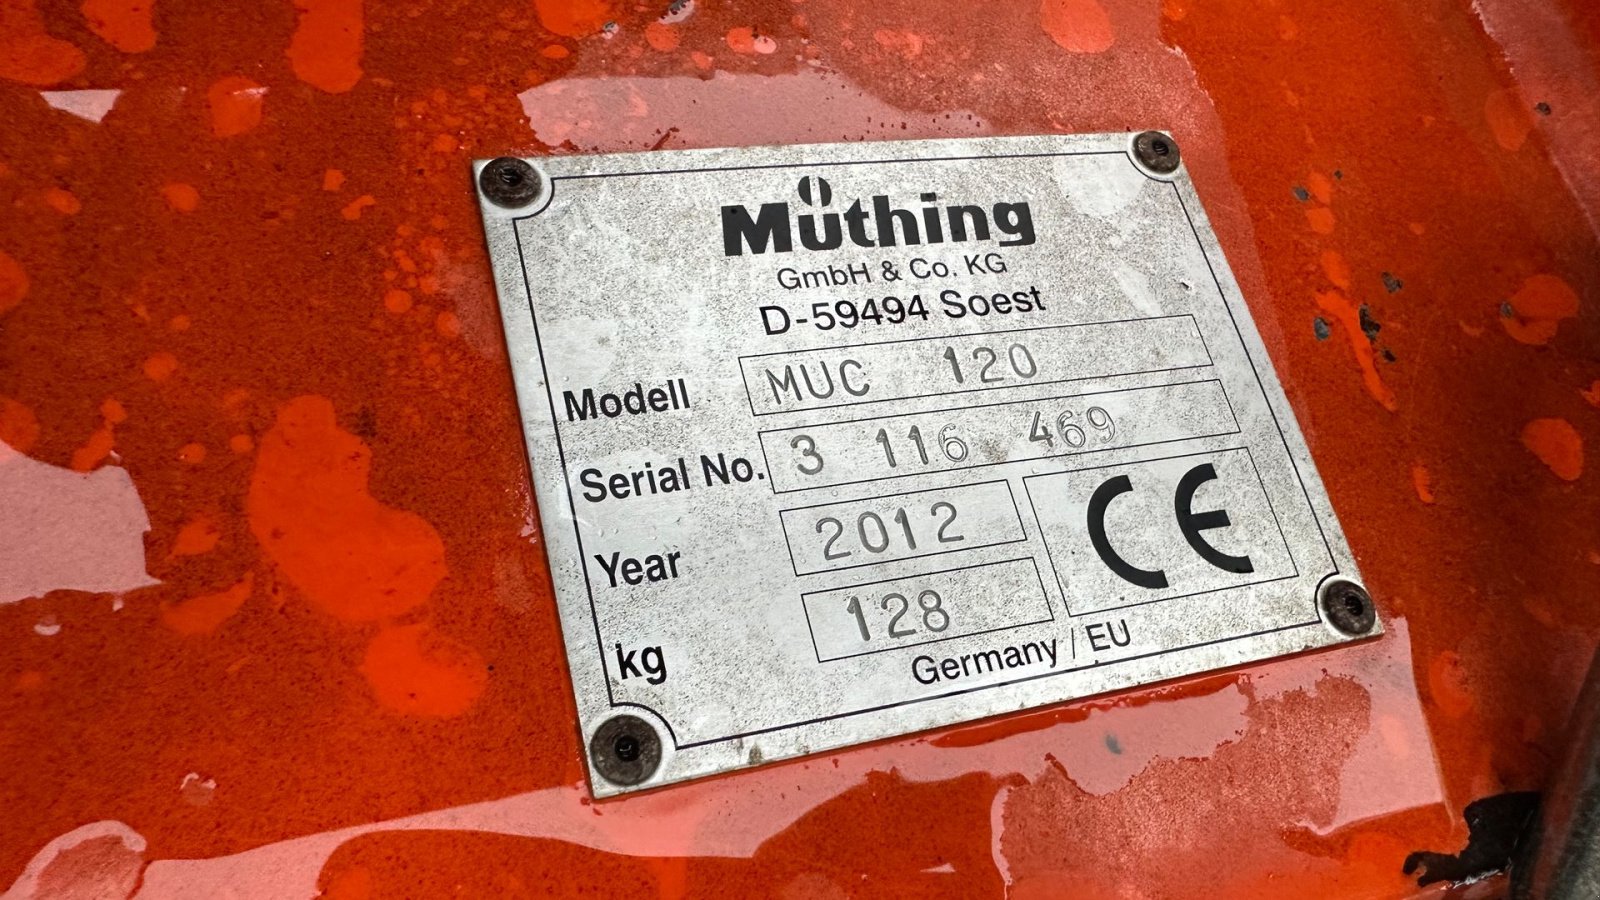 Müthing
GmbH & Co. KG
D-59494 Soest
Modell MUC 120
Serial No. 3 116 469
Year 2012
kg 128
CE
Germany / EU